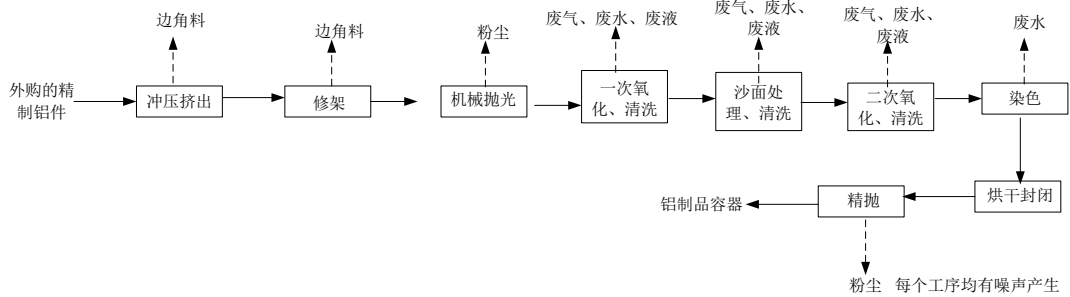 边角料
边角料
粉尘
废气、废水、废液
废气、废水、
废液
废气、废水、
废液
废水
外购的精
制铝件
冲压挤出
修架
机械抛光
一次氧
化、清洗
沙面处
理、清洗
二次氧
化、清洗
染色
烘干封闭
精抛
铝制品容器
粉尘
每个工序均有噪声产生